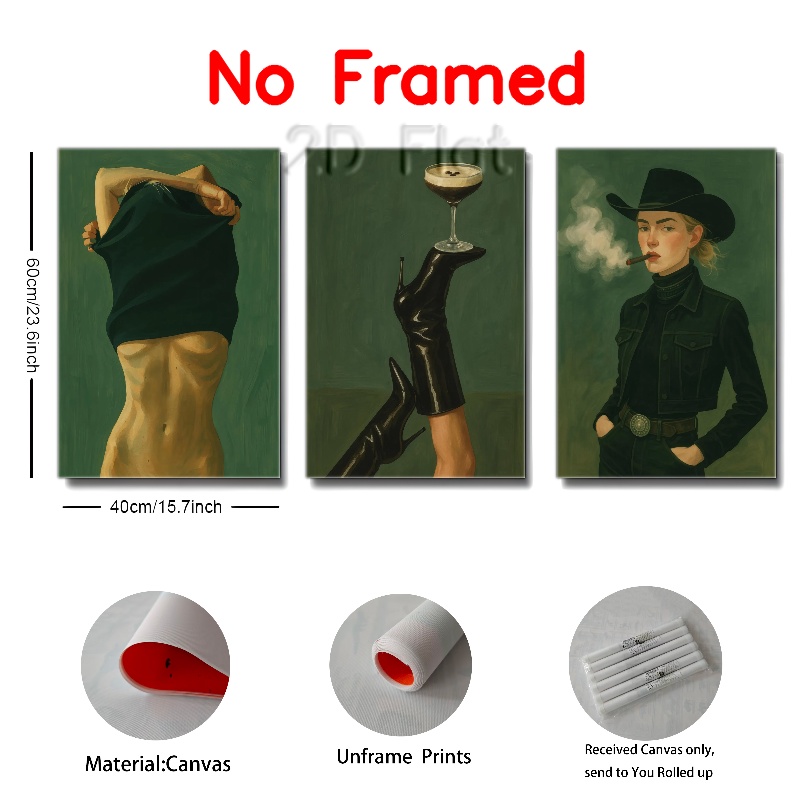 No Framed
2D Flat
60cm/23.6inch
40cm/15.7inch
Material:Canvas
Unframe Prints
Received Canvas only,
send to You Rolled up